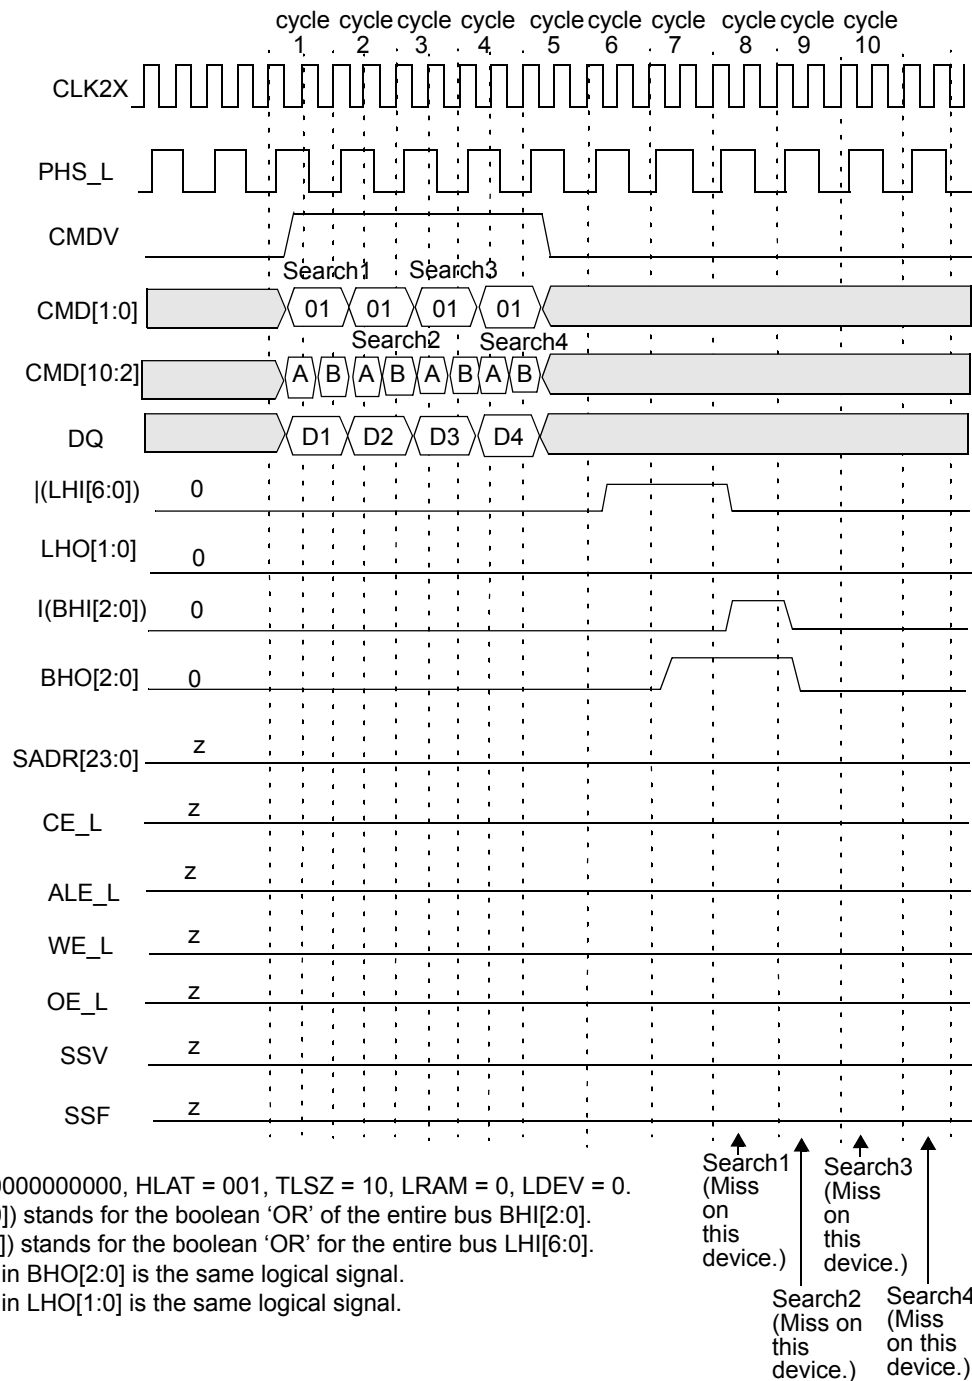 cycle cycle cycle cycle cycle cycle cycle cycle cycle cycle
1 2 3 4 5 6 7 8 9 10
CLK2X
PHS_L
CMDV
Search1 Search3
CMD[1:0] 01 01 01 01
Search2 Search4
CMD[10:2] A B A B A B A B
DQ D1 D2 D3 D4
|(LHI[6:0]) 0
LHO[1:0] 0
I(BHI[2:0]) 0
BHO[2:0] 0
SADR[23:0] z
CE_L z
ALE_L z
WE_L z
OE_L z
SSV z
SSF z
0000000000, HLAT = 001, TLSZ = 10, LRAM = 0, LDEV = 0.
]) stands for the boolean ‘OR’ of the entire bus BHI[2:0].
]) stands for the boolean ‘OR’ for the entire bus LHI[6:0].
in BHO[2:0] is the same logical signal.
in LHO[1:0] is the same logical signal.
Search1
(Miss
on
this
device.)
Search3
(Miss
on
this
device.)
Search2
(Miss on
this
device.)
Search4
(Miss
on this
device.)